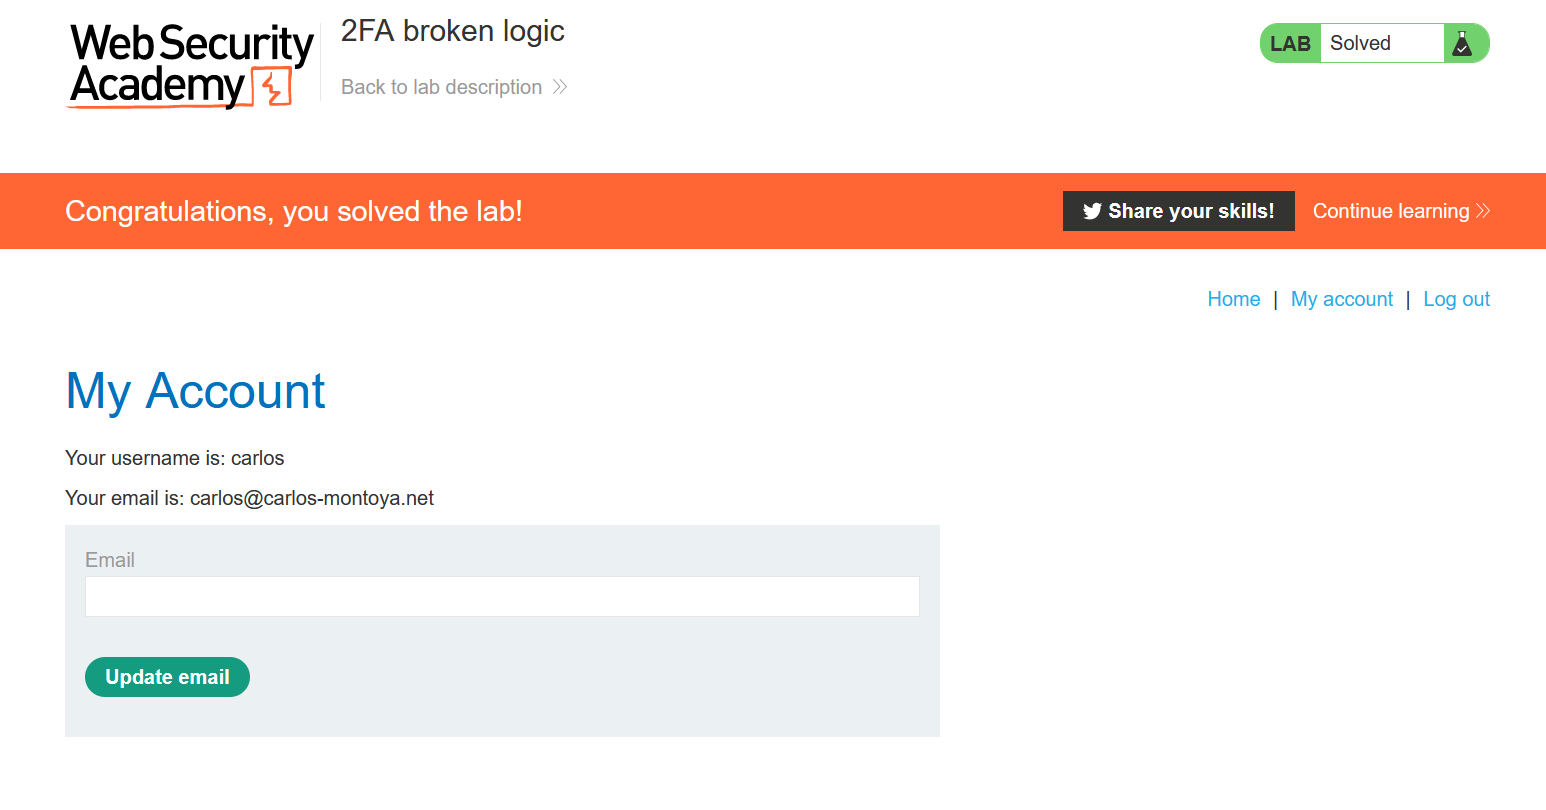 Web Security
Academy
2FA broken logic
Back to lab description
LAB Solved
Congratulations, you solved the lab!
Share your skills!
Continue learning
Home | My account | Log out
My Account
Your username is: carlos
Your email is: carlos@carlos-montoya.net
Email
Update email